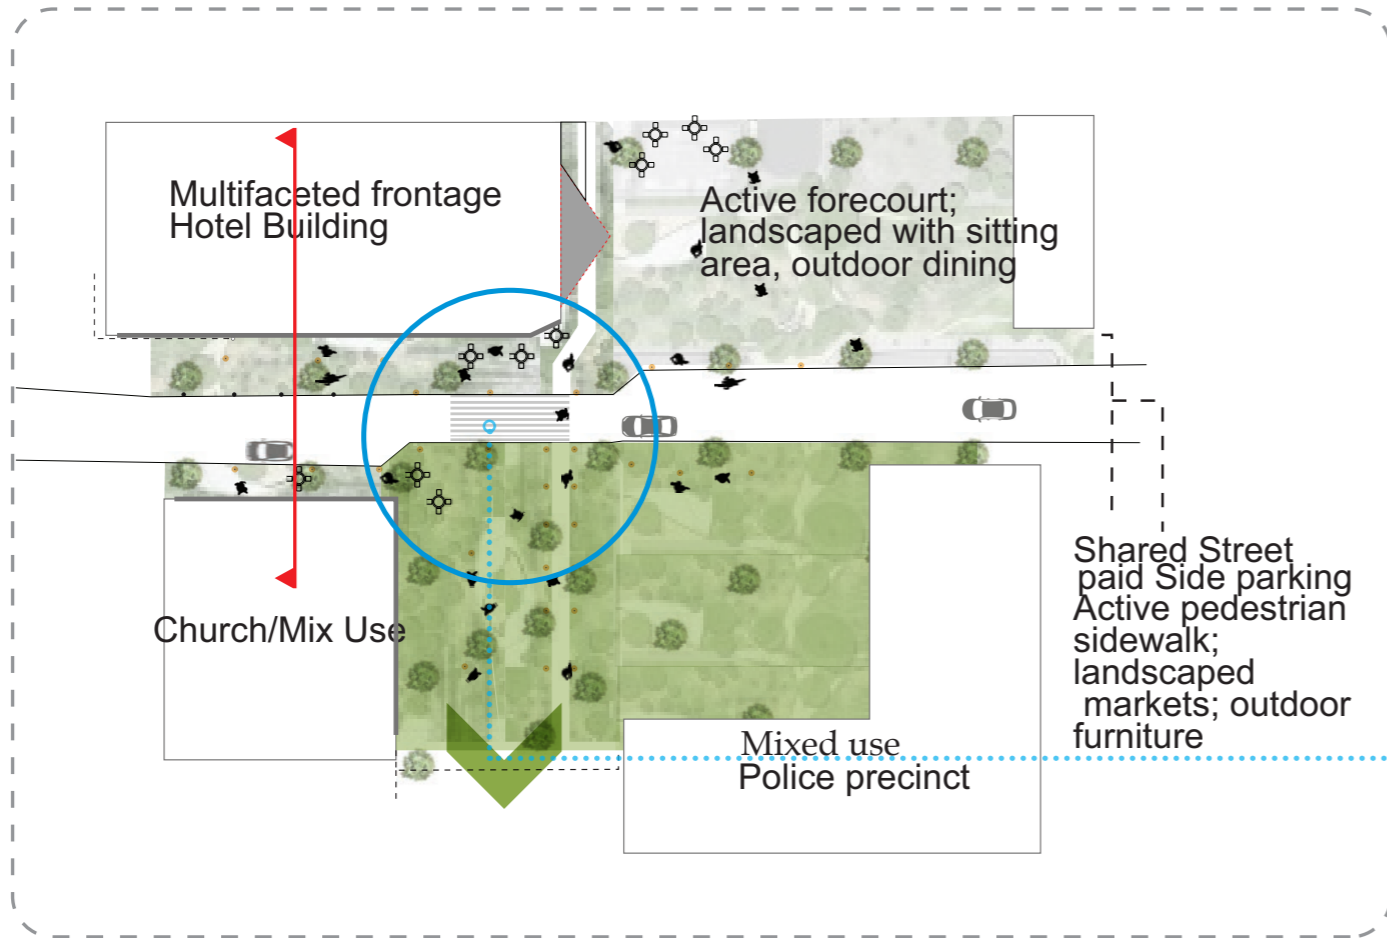 Multifaceted frontage
Hotel Building
Active forecourt;
landscaped with sitting
area, outdoor dining
Church/Mix Use
Shared Street
paid Side parking
Active pedestrian
sidewalk;
landscaped
markets; outdoor
furniture
Mixed use
Police precinct